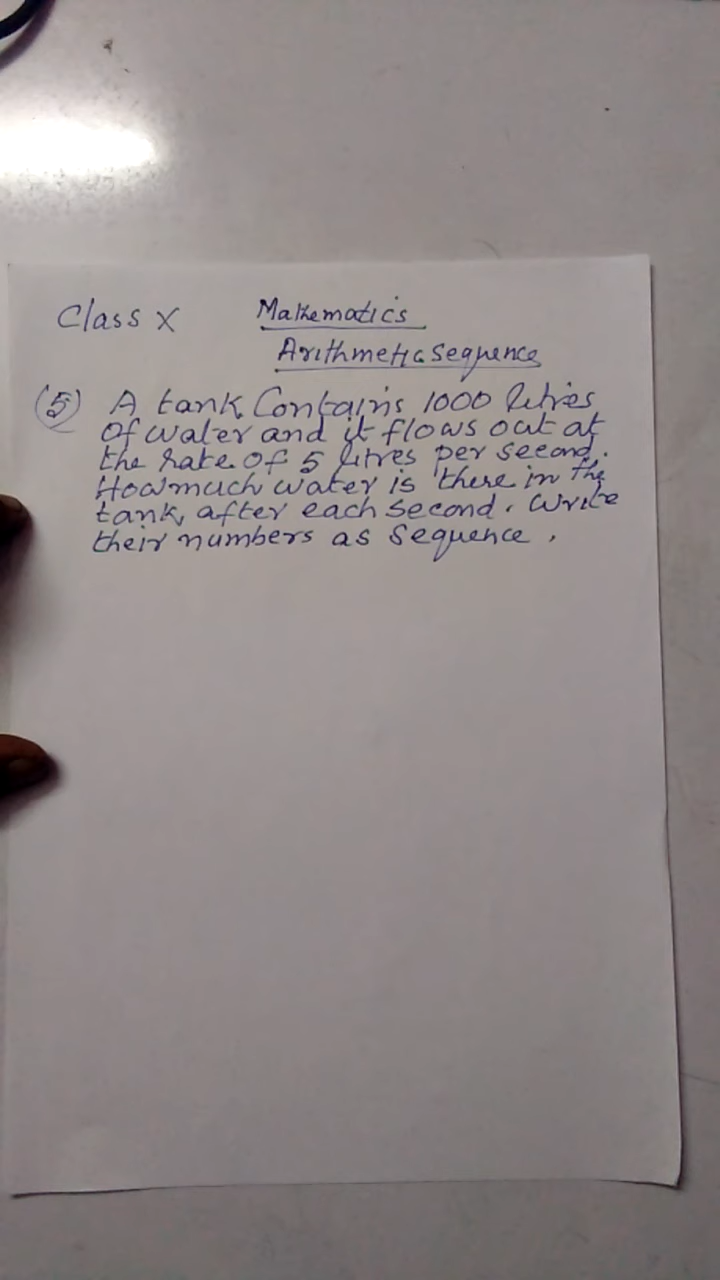 Class X
Mathematics
Arithmetic Sequence
(5) A tank Contains 1000 litres
of water and it flows out at
the rate of 5 litres per second.
How much water is there in the
tank, after each second. Write
their numbers as Sequence.